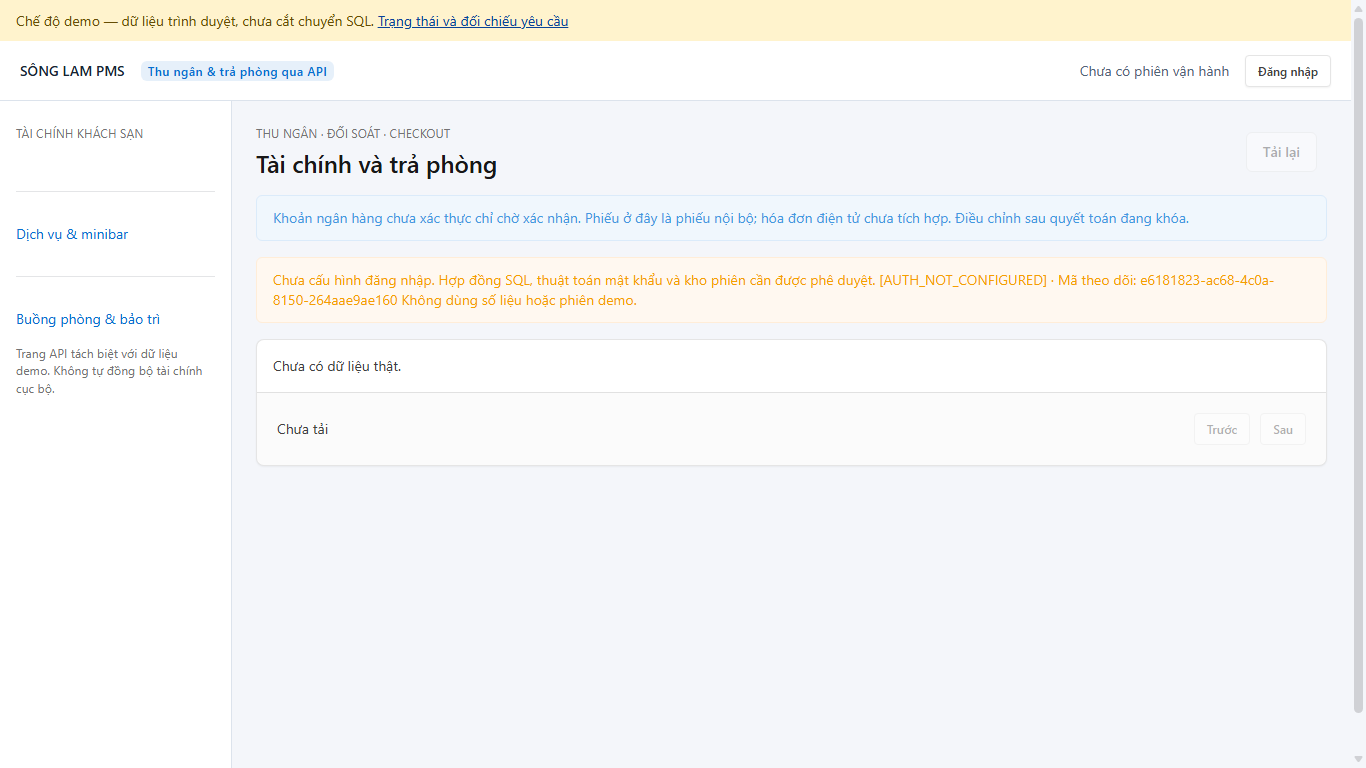 Chế độ demo — dữ liệu trình duyệt, chưa cắt chuyển SQL. Trạng thái và đối chiếu yêu cầu
SÔNG LAM PMS
Thu ngân & trả phòng qua API
Chưa có phiên vận hành
Đăng nhập
TÀI CHÍNH KHÁCH SẠN
Dịch vụ & minibar
Buồng phòng & bảo trì
Trang API tách biệt với dữ liệu
demo. Không tự đồng bộ tài chính
cục bộ.
THU NGÂN · ĐỐI SOÁT · CHECKOUT
Tài chính và trả phòng
Tải lại
Khoản ngân hàng chưa xác thực chỉ chờ xác nhận. Phiếu ở đây là phiếu nội bộ; hóa đơn điện tử chưa tích hợp. Điều chỉnh sau quyết toán đang khóa.
Chưa cấu hình đăng nhập. Hợp đồng SQL, thuật toán mật khẩu và kho phiên cần được phê duyệt. [AUTH_NOT_CONFIGURED] · Mã theo dõi: e6181823-ac68-4c0a-
8150-264aae9ae160 Không dùng số liệu hoặc phiên demo.
Chưa có dữ liệu thật.
Chưa tải
Trước
Sau